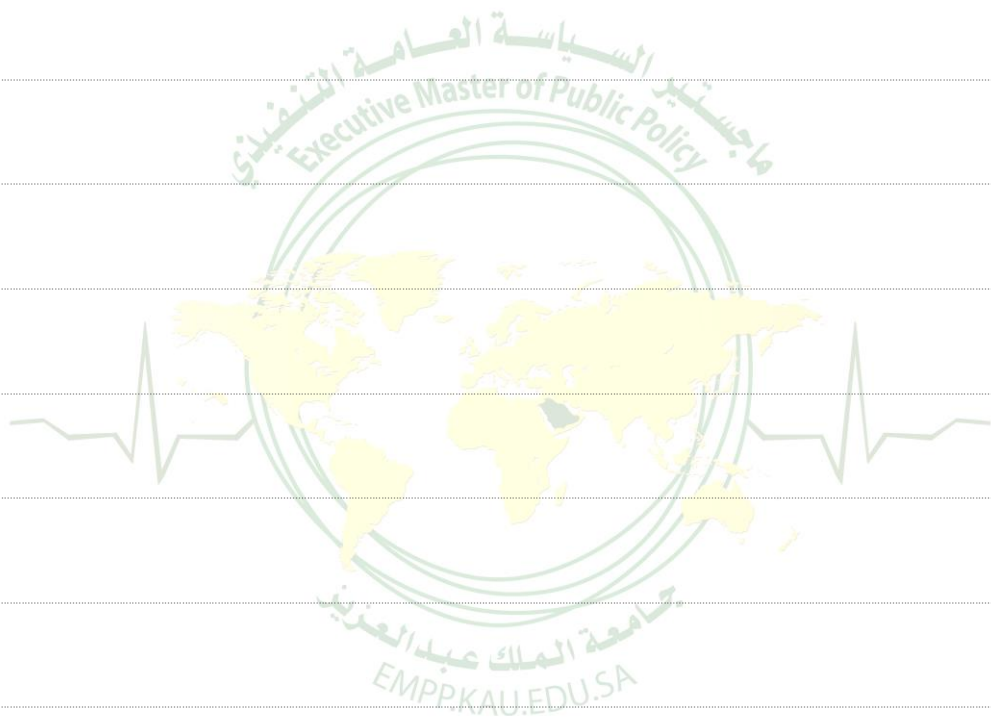 ماجستير السياسة العامة التنفيذي
Executive Master of Public Policy
جامعة الملك عبدالعزيز
EMPP.KAU.EDU.SA